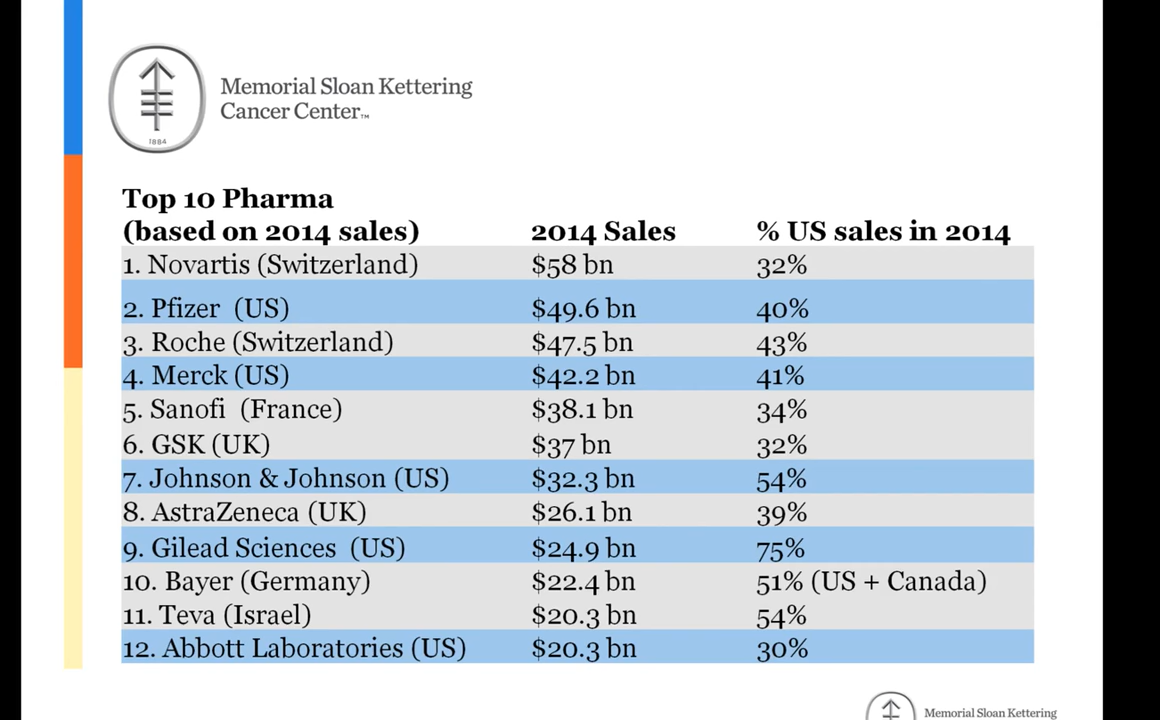 Memorial Sloan Kettering
Cancer Center™
1884
Top 10 Pharma
(based on 2014 sales) 2014 Sales % US sales in 2014
1. Novartis (Switzerland) $58 bn 32%
2. Pfizer (US) $49.6 bn 40%
3. Roche (Switzerland) $47.5 bn 43%
4. Merck (US) $42.2 bn 41%
5. Sanofi (France) $38.1 bn 34%
6. GSK (UK) $37 bn 32%
7. Johnson & Johnson (US) $32.3 bn 54%
8. AstraZeneca (UK) $26.1 bn 39%
9. Gilead Sciences (US) $24.9 bn 75%
10. Bayer (Germany) $22.4 bn 51% (US + Canada)
11. Teva (Israel) $20.3 bn 54%
12. Abbott Laboratories (US) $20.3 bn 30%
Memorial Sloan Kettering